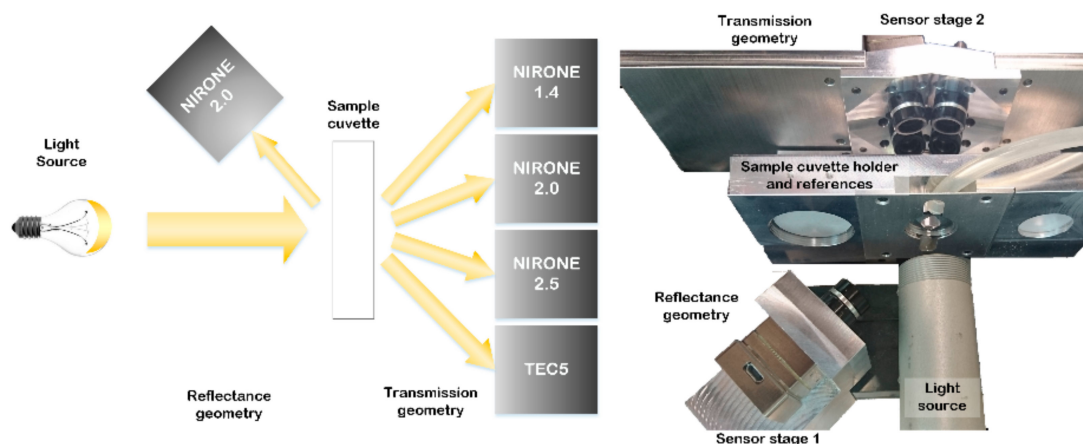 Light
Source
NIRONE
2.0
Sample
cuvette
NIRONE
1.4
NIRONE
2.0
NIRONE
2.5
TEC5
Reflectance
geometry
Transmission
geometry
Transmission
geometry
Sensor stage 2
Sample cuvette holder
and references
Reflectance
geometry
Light
source
Sensor stage 1